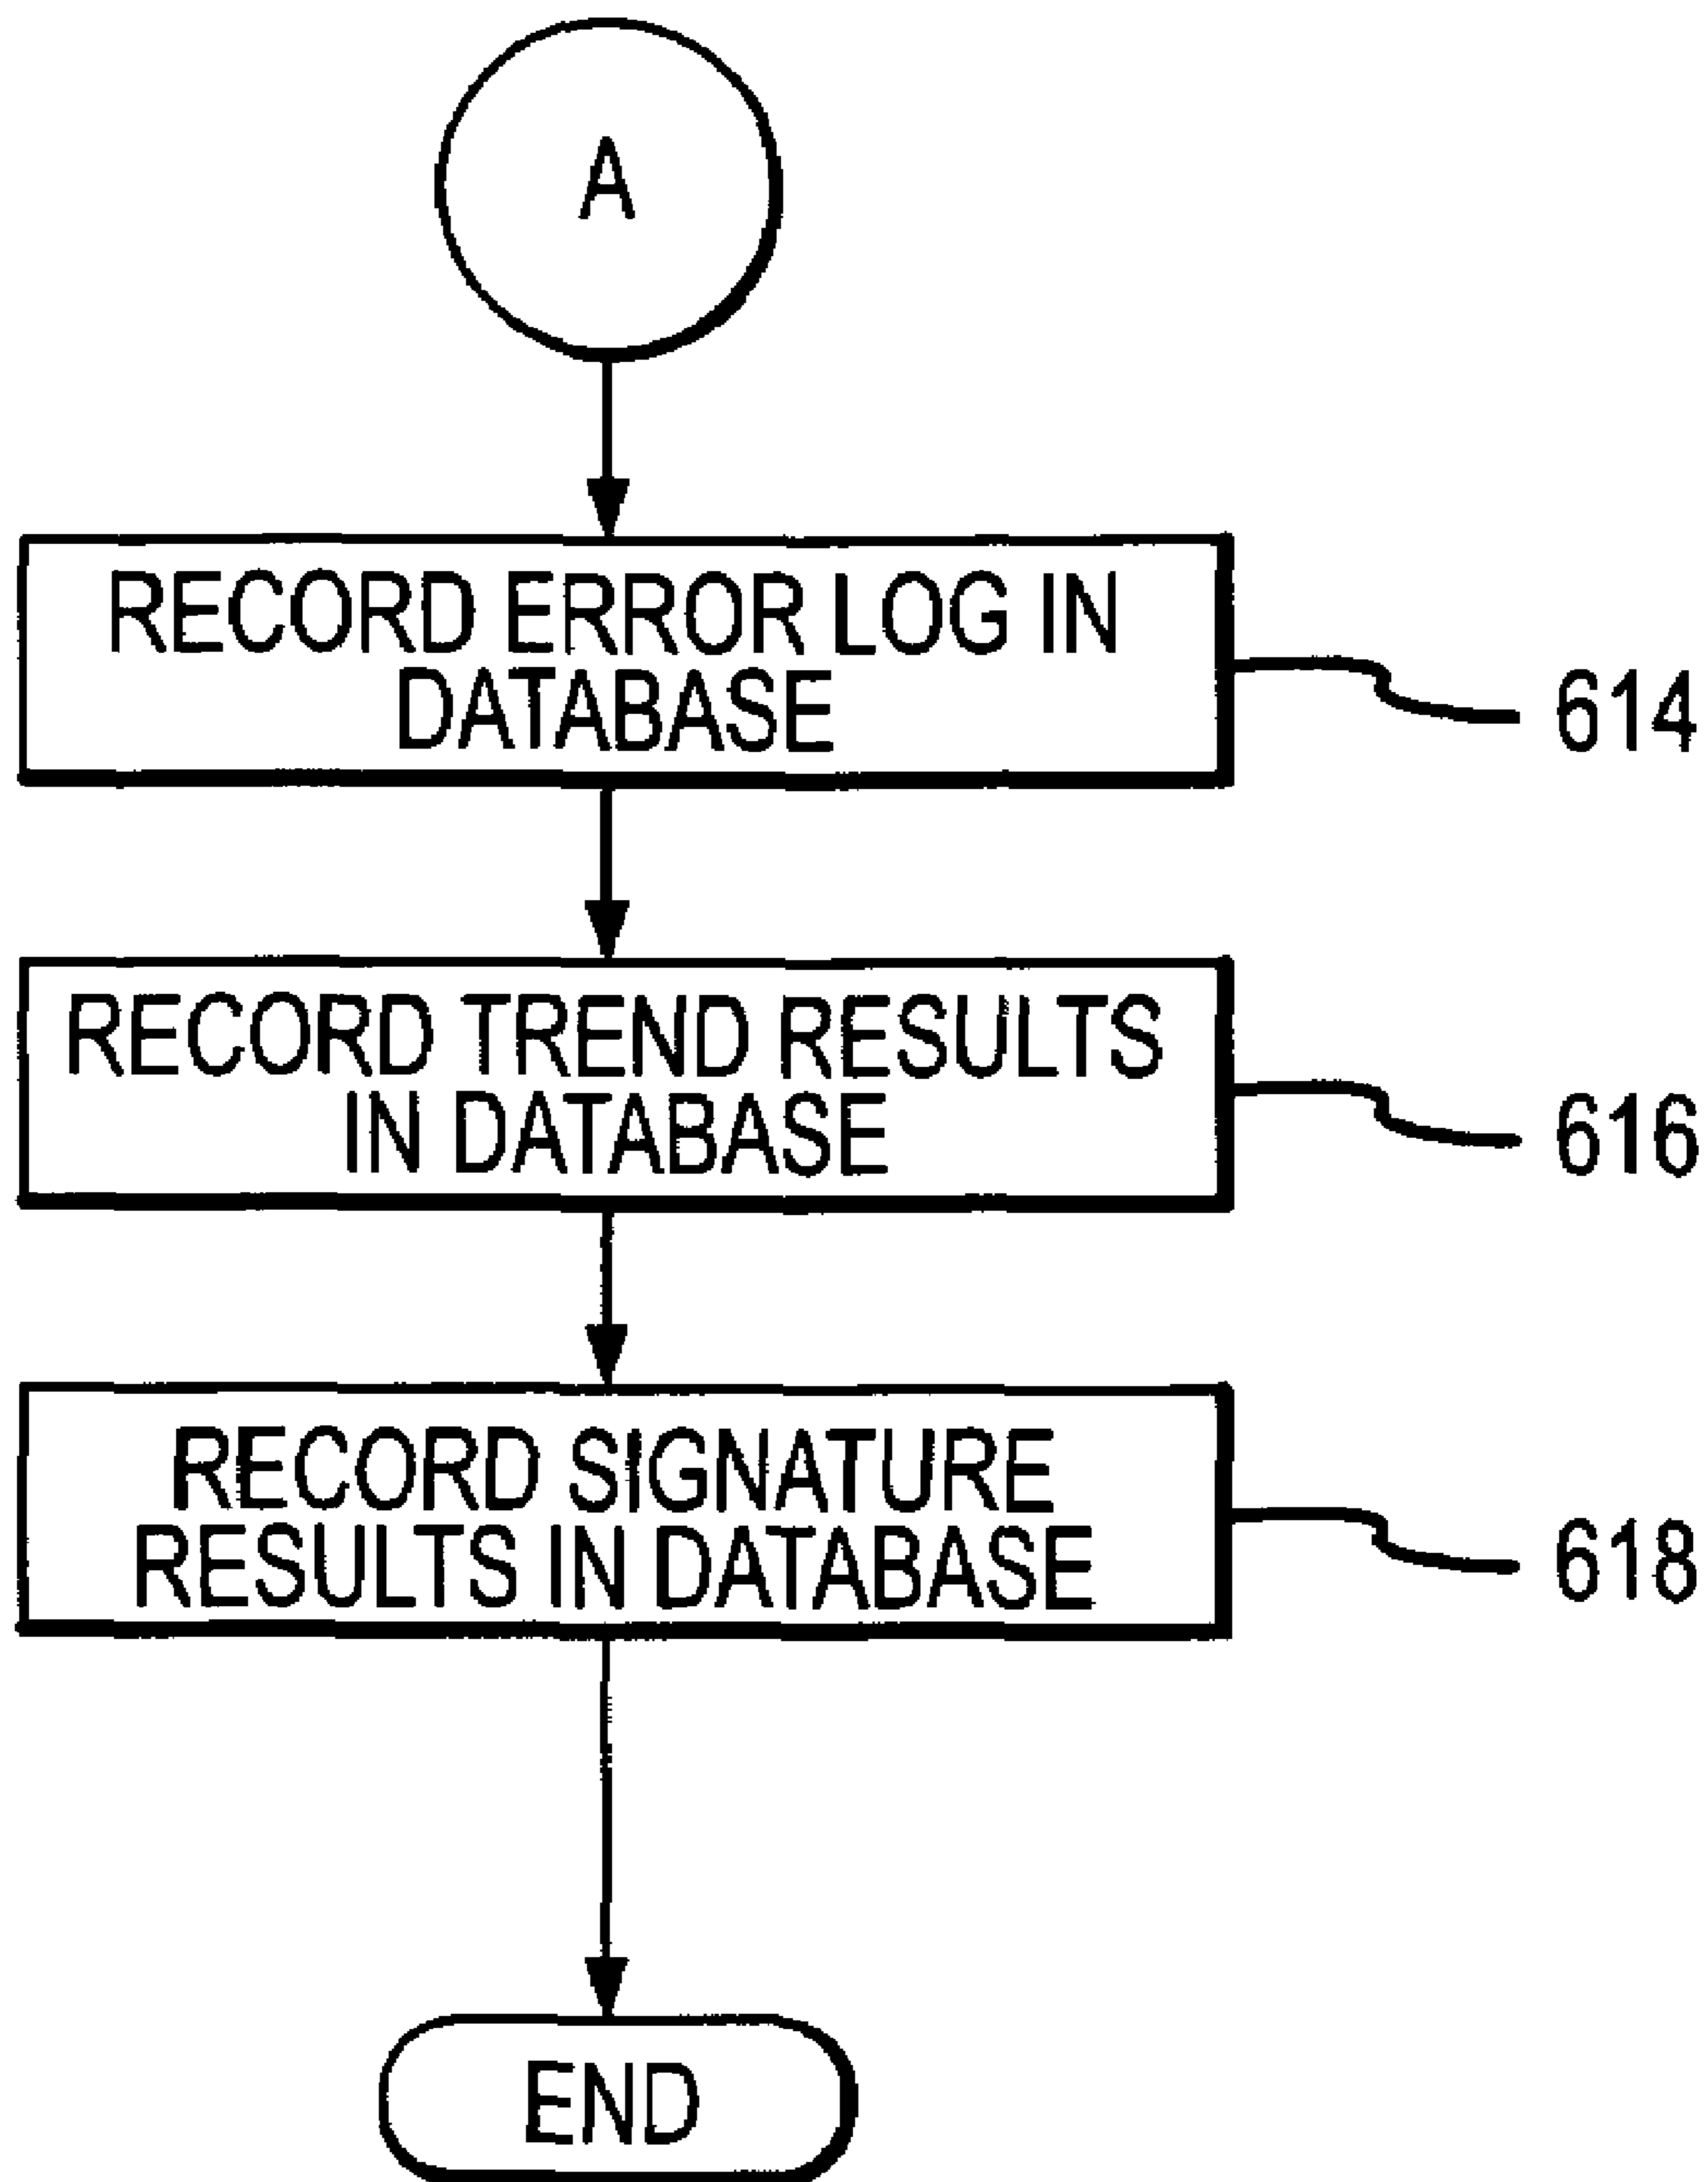 A
RECORD ERROR LOG IN
DATABASE
614
RECORD TREND RESULTS
IN DATABASE
616
RECORD SIGNATURE
RESULTS IN DATABASE
618
END